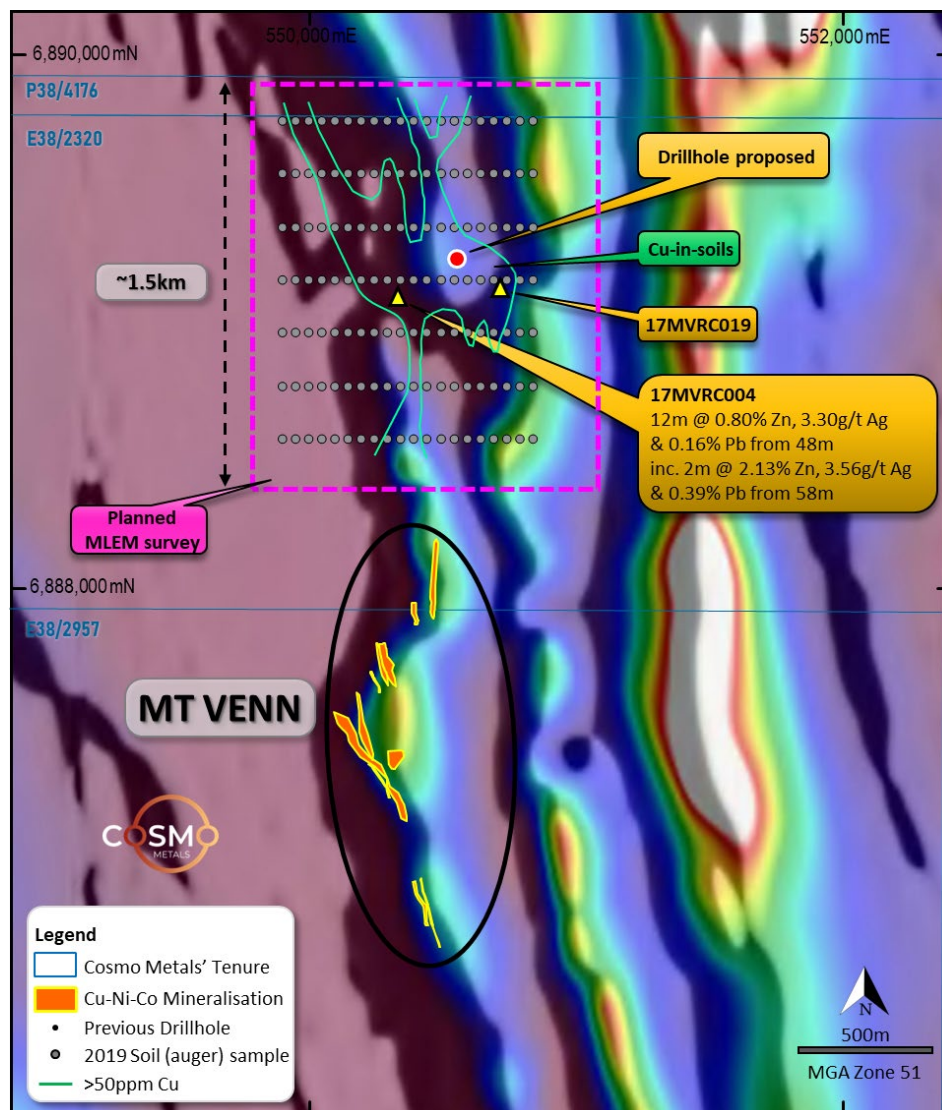 550,000mE
552,000mE
6,890,000mN
P38/4176
E38/2320
Drillhole proposed
Cu-in-soils
~1.5km
17MVRC019
17MVRC004
12m @ 0.80% Zn, 3.30g/t Ag
& 0.16% Pb from 48m
inc. 2m @ 2.13% Zn, 3.56g/t Ag
& 0.39% Pb from 58m
Planned
MLEM survey
6,888,000mN
E38/2957
MT VENN
COSMO
METALS
Legend
Cosmo Metals' Tenure
Cu-Ni-Co Mineralisation
Previous Drillhole
2019 Soil (auger) sample
>50ppm Cu
N
500m
MGA Zone 51